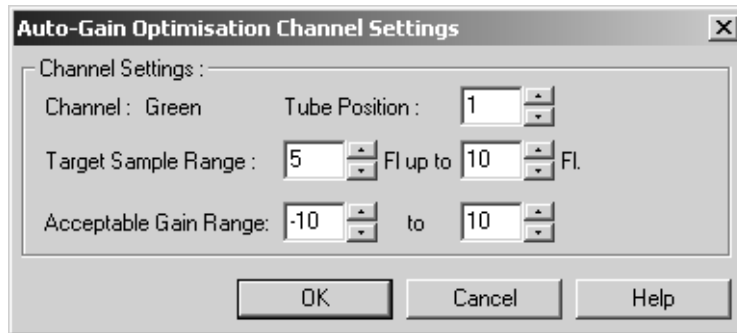 Auto-Gain Optimisation Channel Settings
Channel Settings :
Channel : Green Tube Position : 1
Target Sample Range : 5 Fl up to 10 Fl.
Acceptable Gain Range: -10 to 10
OK Cancel Help